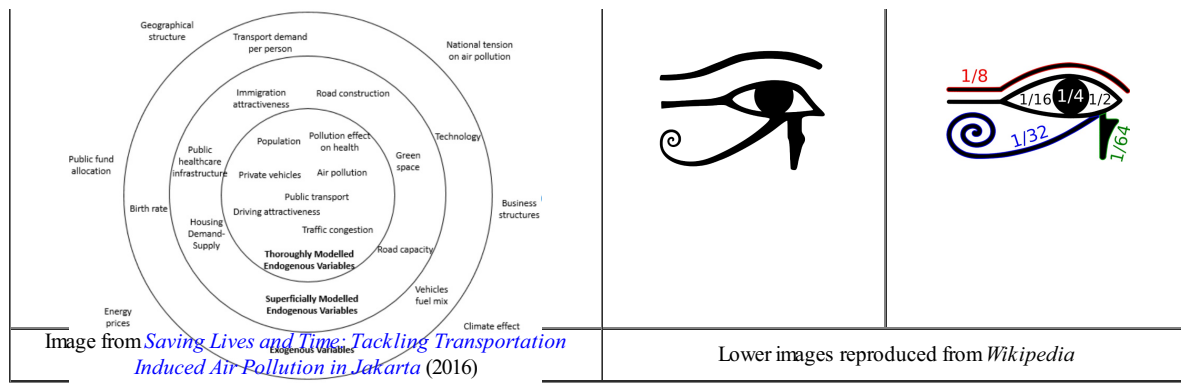 Geographical
structure
Transport demand
per person
National tension
on air pollution
Immigration
attractiveness
Road construction
Population
Pollution effect
on health
Technology
Public
healthcare
infrastructure
Green
space
Public fund
allocation
Private vehicles
Air pollution
Public transport
Birth rate
Driving attractiveness
Business
structures
Housing
Demand-
Supply
Traffic congestion
Road capacity
Thoroughly Modelled
Endogenous Variables
Vehicles
fuel mix
Superficially Modelled
Endogenous Variables
Energy
prices
Climate effect
Exogenous Variables
Image from Saving Lives and Time: Tackling Transportation
Induced Air Pollution in Jakarta (2016)
1/8
1/16 1/4 1/2
1/32
1/64
Lower images reproduced from Wikipedia